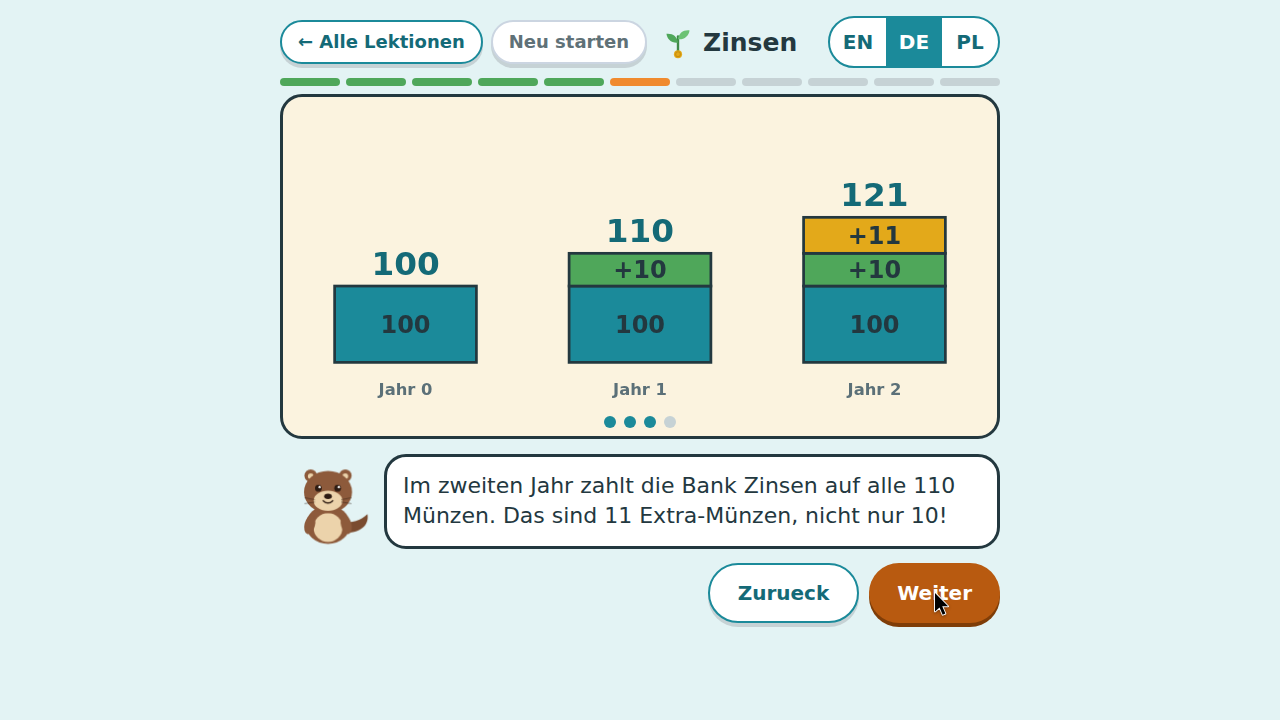 ← Alle Lektionen
Neu starten
Zinsen
EN
DE
PL
100
100
Jahr 0
110
+10
100
Jahr 1
121
+11
+10
100
Jahr 2
Im zweiten Jahr zahlt die Bank Zinsen auf alle 110
Münzen. Das sind 11 Extra-Münzen, nicht nur 10!
Zurueck
Weiter